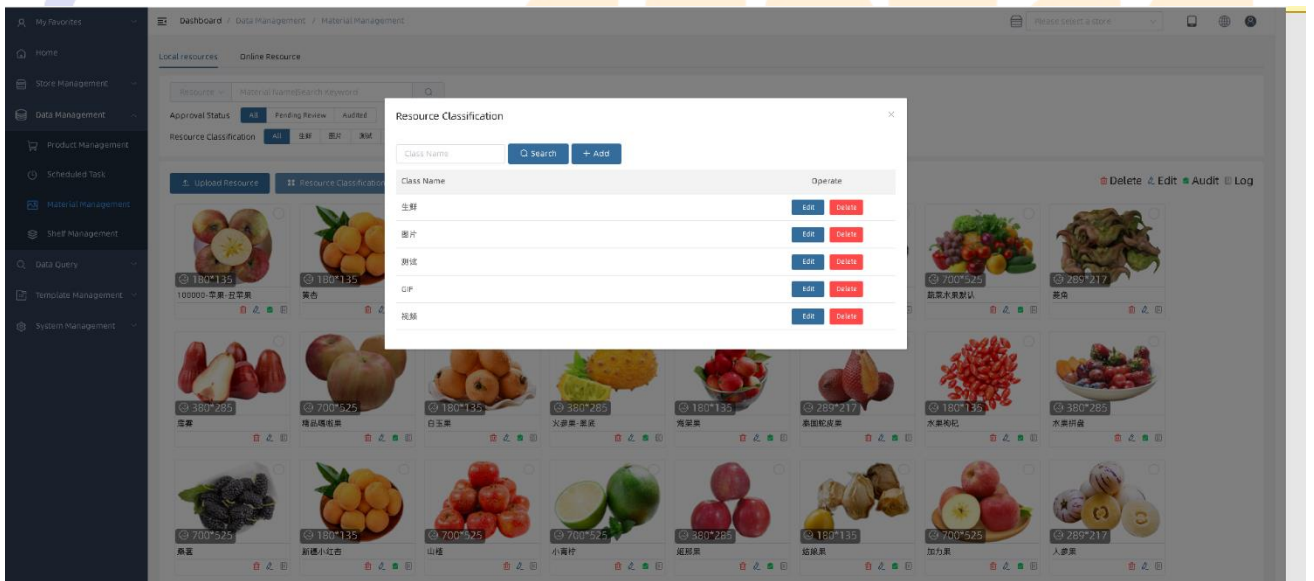 My Favorites
Dashboard / Data Management / Material Management
Please select a store
Home
Local resources Online Resource
Store Management
Resource Material Name|Search Keyword
Data Management
Approval Status All Pending Review Audited
Resource Classification
Resource Classification All 生鲜 图片 测试
Product Management
Class Name Search + Add
Scheduled Task
Upload Resource Resource Classification
Class Name Operate
Delete Edit Audit Log
Material Management
生鲜 Edit Delete
Shelf Management
图片 Edit Delete
Data Query
测试 Edit Delete
180*135 180*135 700*525 289*217
Template Management
GIF Edit Delete
100000-苹果-丑苹果 黄杏 蔬菜水果默认 菱角
视频 Edit Delete
System Management
380*285 700*525 180*135 380*285 180*135 289*217 180*135 380*285
莲雾 精品嘎啦果 白玉果 火参果 海棠果 泰国蛇皮果 水果枸杞 水果拼盘
700*525 180*135 700*525 700*525 380*285 180*135 700*525 289*217
桑葚 新疆小红杏 山楂 小青柠 姬那果 姑娘果 加力果 人参果